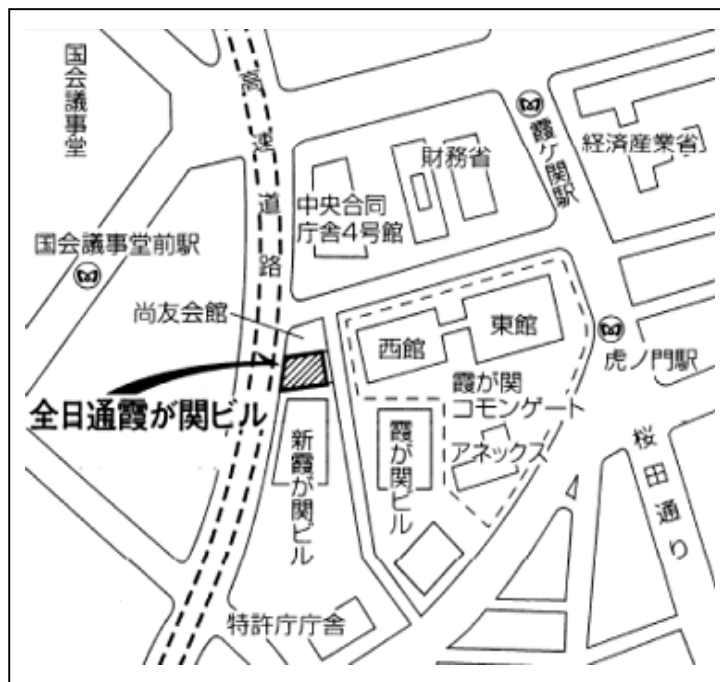 国会議事堂
高速道路
霞ケ関駅
経済産業省
財務省
中央合同
庁舎4号館
国会議事堂前駅
尚友会館
西館
東館
虎ノ門駅
霞が関
コモンゲート
アネックス
全日通霞が関ビル
新霞が関ビル
霞が関ビル
桜田通り
特許庁庁舎